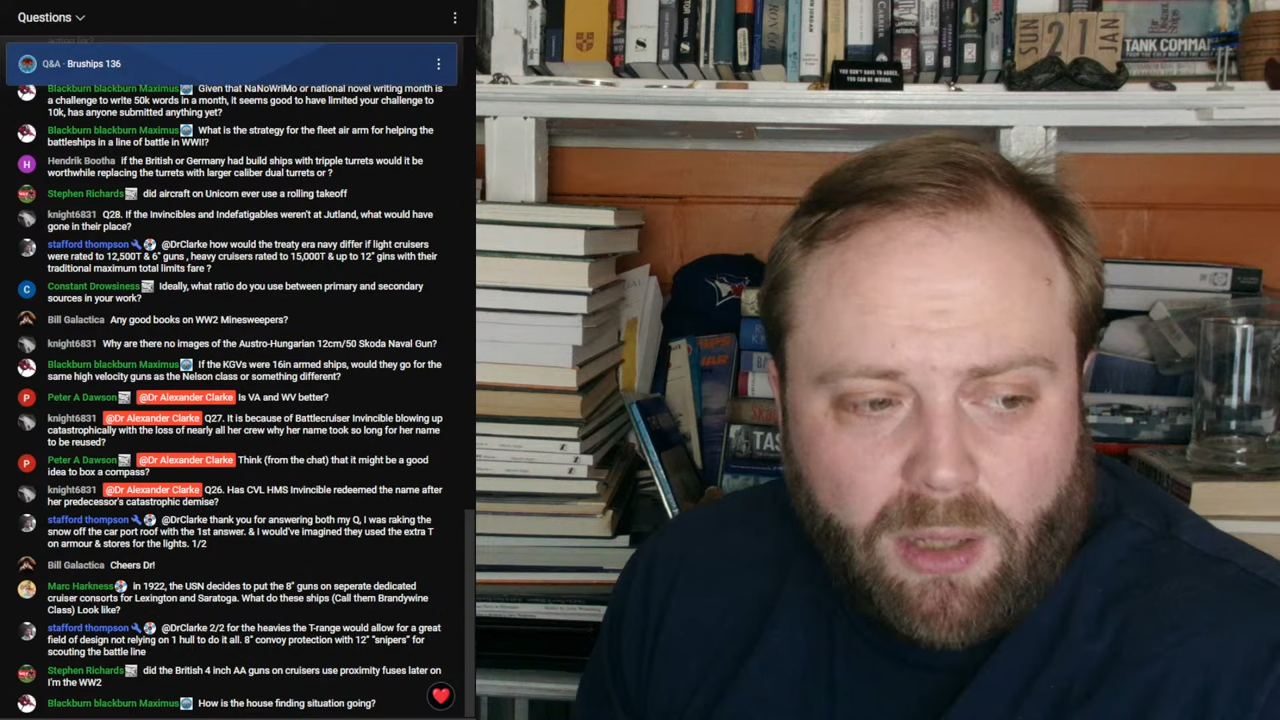 Questions
Q&A · Bruships 136
Blackburn blackburn Maximus Given that NaNoWriMo or national novel writing month is
a challenge to write 50k words in a month, it seems good to have limited your challenge to
10k, has anyone submitted anything yet?
Blackburn blackburn Maximus What is the strategy for the fleet air arm for helping the
battleships in a line of battle in WWII?
H
Hendrik Bootha if the British or Germany had build ships with tripple turrets would it be
worthwhile replacing the turrets with larger caliber dual turrets or ?
Stephen Richards did aircraft on Unicorn ever use a rolling takeoff
knight6831 Q28. If the Invincibles and Indefatigables weren't at Jutland, what would have
gone in their place?
stafford thompson @DrClarke how would the treaty era navy differ if light cruisers
were rated to 12,500T & 6" guns , heavy cruisers rated to 15,000T & up to 12" gins with their
traditional maximum total limits fare ?
C
Constant Drowsiness Ideally, what ratio do you use between primary and secondary
sources in your work?
Bill Galactica Any good books on WW2 Minesweepers?
knight6831 Why are there no images of the Austro-Hungarian 12cm/50 Skoda Naval Gun?
Blackburn blackburn Maximus If the KGVs were 16in armed ships, would they go for the
same high velocity guns as the Nelson class or something different?
P
Peter A Dawson @Dr Alexander Clarke Is VA and WV better?
knight6831 @Dr Alexander Clarke Q27. It is because of Battlecruiser Invincible blowing up
catastrophically with the loss of nearly all her crew why her name took so long for her name
to be reused?
P
Peter A Dawson @Dr Alexander Clarke Think (from the chat) that it might be a good
idea to box a compass?
knight6831 @Dr Alexander Clarke Q26. Has CVL HMS Invincible redeemed the name after
her predecessor's catastrophic demise?
stafford thompson @DrClarke thank you for answering both my Q, I was raking the
snow off the car port roof with the 1st answer. & I would've imagined they used the extra T
on armour & stores for the lights. 1/2
Bill Galactica Cheers Dr!
Marc Harkness in 1922, the USN decides to put the 8" guns on seperate dedicated
cruiser consorts for Lexington and Saratoga. What do these ships (Call them Brandywine
Class) Look like?
stafford thompson @DrClarke 2/2 for the heavies the T-range would allow for a great
field of design not relying on 1 hull to do it all. 8" convoy protection with 12" "snipers" for
scouting the battle line
Stephen Richards did the British 4 inch AA guns on cruisers use proximity fuses later on
I'm the WW2
Blackburn blackburn Maximus How is the house finding situation going?
SUN 21 JAN
YOU DON'T HAVE TO AGREE,
YOU CAN BE WRONG.
TANK COMMA